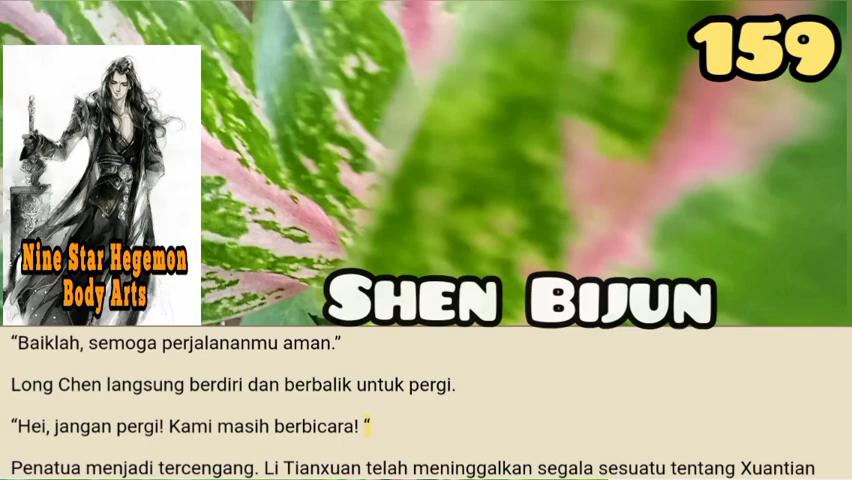 159
Nine Star Hegemon
Body Arts
SHEN BIJUN
“Baiklah, semoga perjalananmu aman.”
Long Chen langsung berdiri dan berbalik untuk pergi.
“Hei, jangan pergi! Kami masih berbicara! “
Penatua menjadi tercengang. Li Tianxuan telah meninggalkan segala sesuatu tentang Xuantian